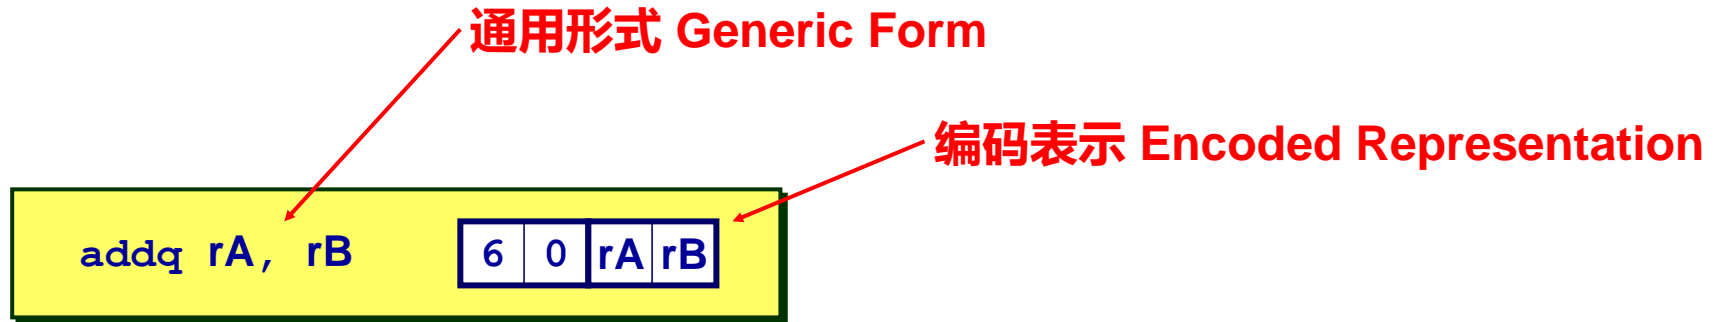 通用形式 Generic Form
编码表示 Encoded Representation
addq rA, rB 6 0 rA rB